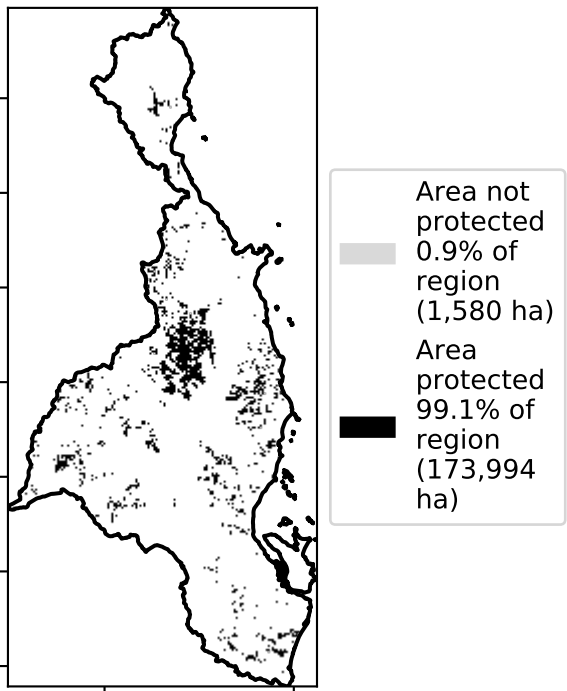 Area not
protected
0.9% of
region
(1,580 ha)
Area
protected
99.1% of
region
(173,994
ha)